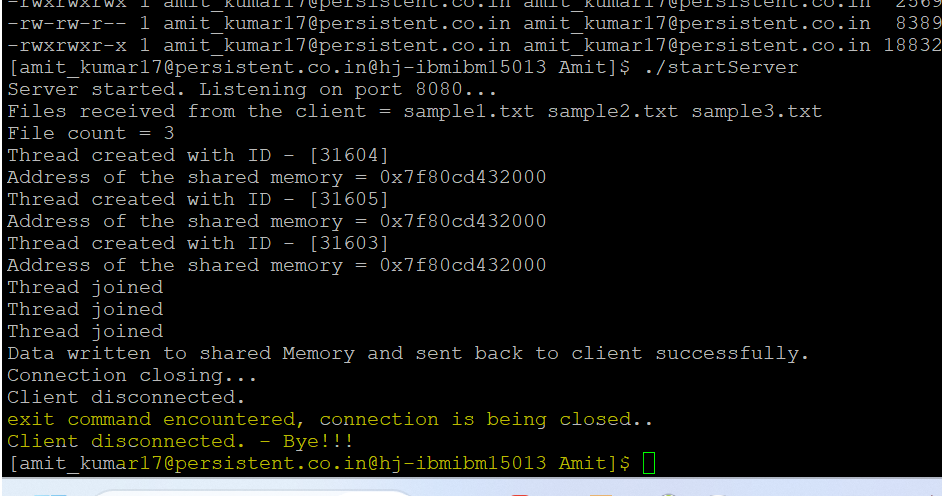 -rwxrwxrwx 1 amit_kumar17@persistent.co.in amit_kumar17@persistent.co.in 2569
-rw-rw-r-- 1 amit_kumar17@persistent.co.in amit_kumar17@persistent.co.in 8389
-rwxrwxr-x 1 amit_kumar17@persistent.co.in amit_kumar17@persistent.co.in 18832
[amit_kumar17@persistent.co.in@hj-ibmibm15013 Amit]$ ./startServer
Server started. Listening on port 8080...
Files received from the client = sample1.txt sample2.txt sample3.txt
File count = 3
Thread created with ID - [31604]
Address of the shared memory = 0x7f80cd432000
Thread created with ID - [31605]
Address of the shared memory = 0x7f80cd432000
Thread created with ID - [31603]
Address of the shared memory = 0x7f80cd432000
Thread joined
Thread joined
Thread joined
Data written to shared Memory and sent back to client successfully.
Connection closing...
Client disconnected.
exit command encountered, connection is being closed..
Client disconnected. - Bye!!!
[amit_kumar17@persistent.co.in@hj-ibmibm15013 Amit]$